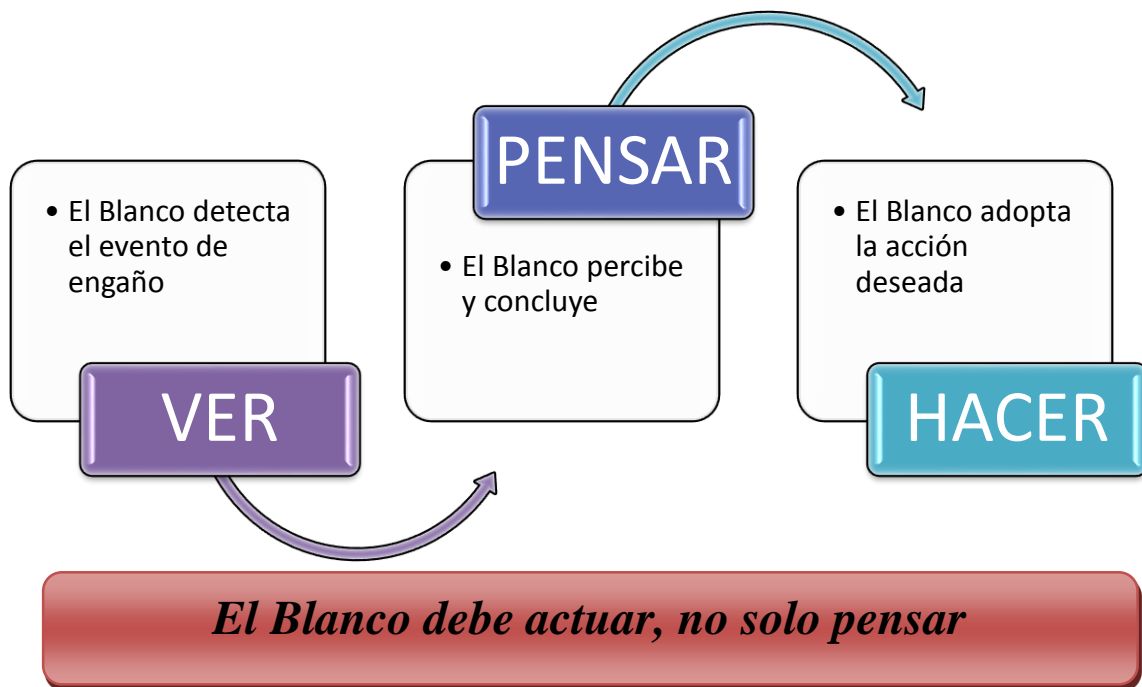 • El Blanco detecta
el evento de
engaño
VER
PENSAR
• El Blanco percibe
y concluye
• El Blanco adopta
la acción
deseada
HACER
El Blanco debe actuar, no solo pensar